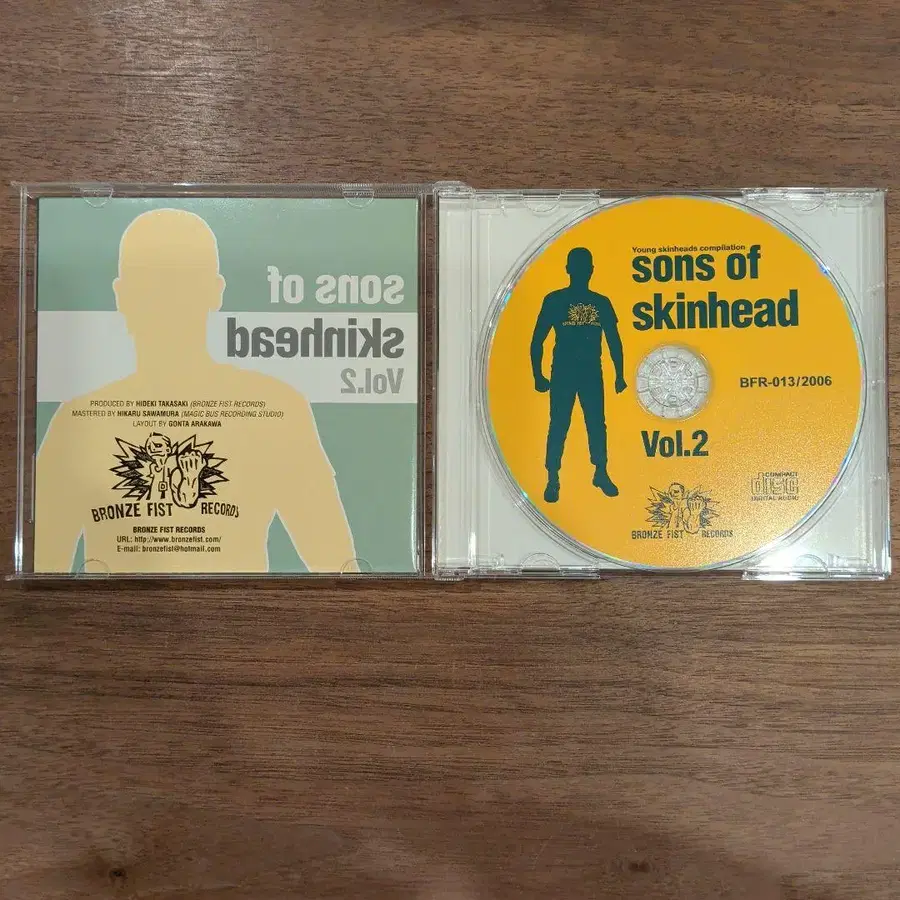 sons of
skinhead
Vol.2
PRODUCED BY HIDEKI TAKASAKI (BRONZE FIST RECORDS)
MASTERED BY HIKARU SAWAMURA (MAGIC BUS RECORDING STUDIO)
LAYOUT BY GONTA ARAKAWA
BRONZE FIST RECORDS
BRONZE FIST RECORDS
URL: http://www.bronzefist.com/
E-mail: bronzefist@hotmail.com
Young skinheads compilation
sons of
skinhead
BFR-013/2006
Vol.2
COMPACT
disc
DIGITAL AUDIO
BRONZE FIST RECORDS